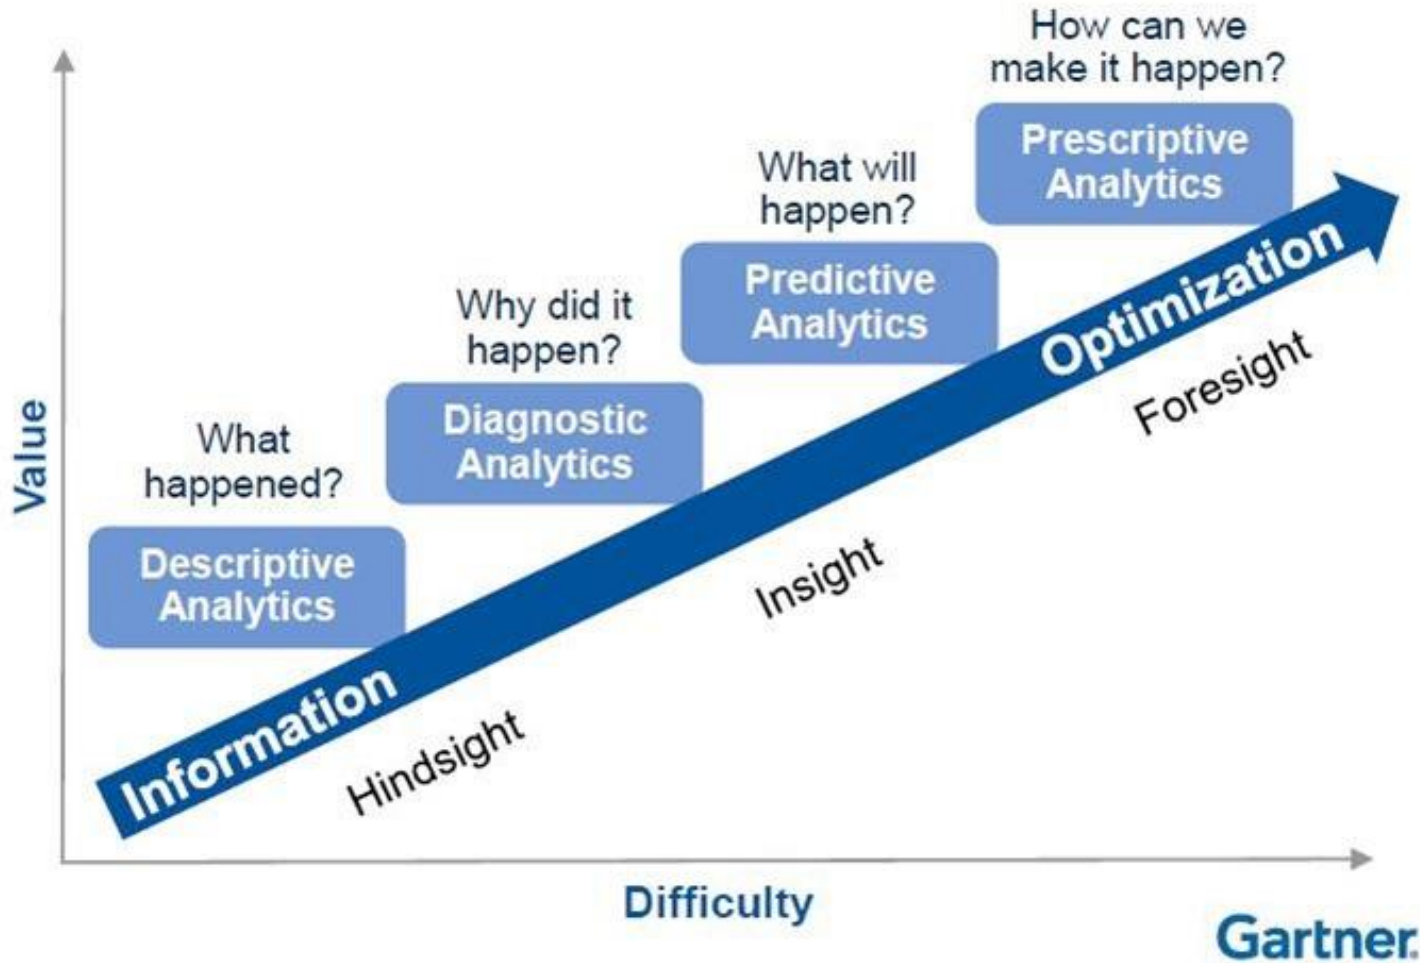 How can we
make it happen?
Prescriptive
Analytics
What will
happen?
Predictive
Analytics
Why did it
happen?
Diagnostic
Analytics
What
happened?
Descriptive
Analytics
Value
Information
Optimization
Hindsight
Insight
Foresight
Difficulty
Gartner.